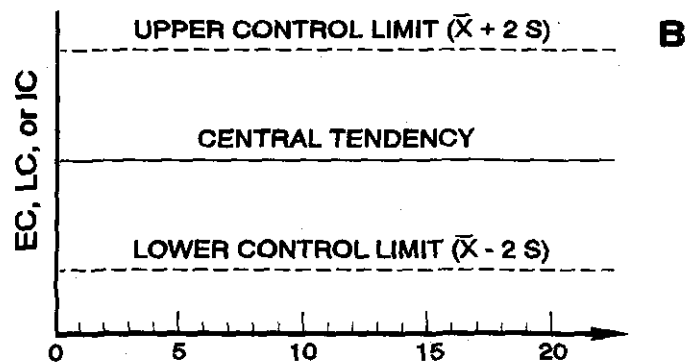 UPPER CONTROL LIMIT (X̅ + 2 S)
B
EC, LC, or IC
CENTRAL TENDENCY
LOWER CONTROL LIMIT (X̅ - 2 S)
0 5 10 15 20